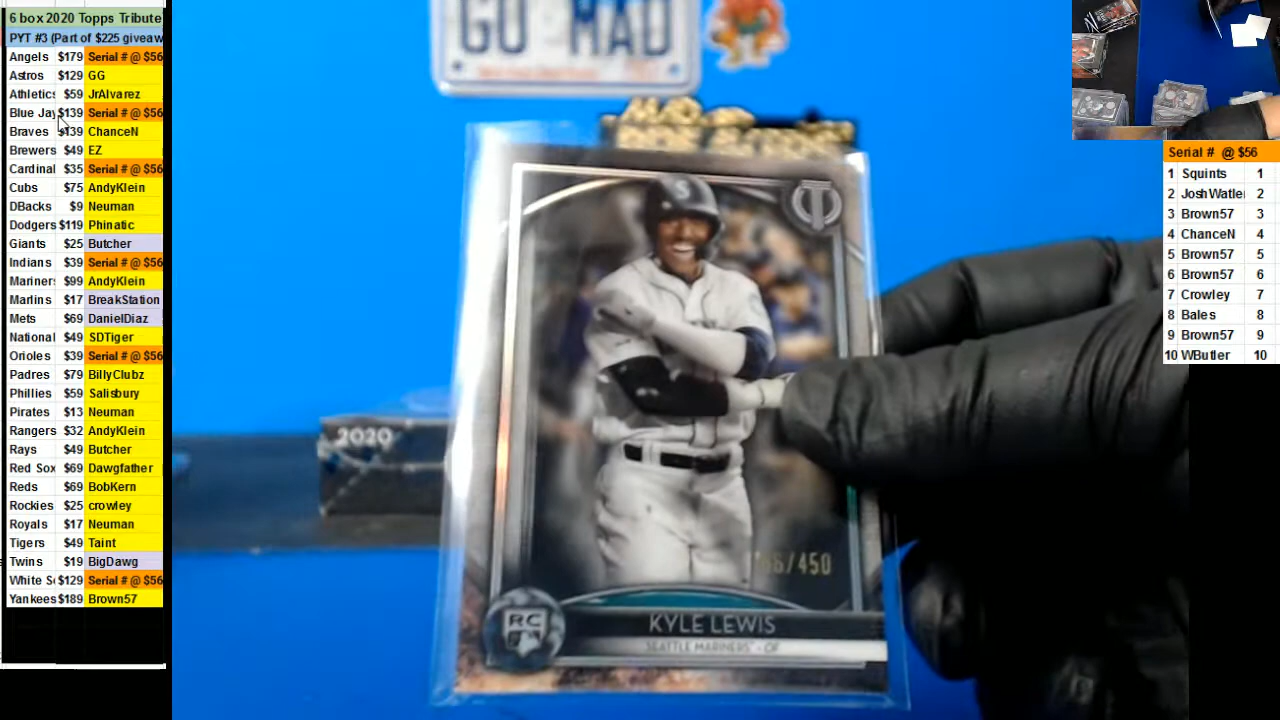 6 box 2020 Topps Tribute
PYT #3 (Part of $225 giveaw
Angels $179 Serial # @ $56
Astros $129 GG
Athletics $59 JrAlvarez
Blue Jay $139 Serial # @ $56
Braves $139 ChanceN
Brewers $49 EZ
Cardinal $35 Serial # @ $56
Cubs $75 AndyKlein
DBacks $9 Neuman
Dodgers $119 Phinatic
Giants $25 Butcher
Indians $39 Serial # @ $56
Mariners $99 AndyKlein
Marlins $17 BreakStation
Mets $69 DanielDiaz
National $49 SDTiger
Orioles $39 Serial # @ $56
Padres $79 BillyClubz
Phillies $59 Salisbury
Pirates $13 Neuman
Rangers $32 AndyKlein
Rays $49 Butcher
Red Sox $69 Dawgfather
Reds $69 BobKern
Rockies $25 crowley
Royals $17 Neuman
Tigers $49 Taint
Twins $19 BigDawg
White S $129 Serial # @ $56
Yankees $189 Brown57
GO MAD
2020
S
/450
RC
KYLE LEWIS
SEATTLE MARINERS - OF
Serial # @ $56
1 Squints 1
2 JoshWatle 2
3 Brown57 3
4 ChanceN 4
5 Brown57 5
6 Brown57 6
7 Crowley 7
8 Bales 8
9 Brown57 9
10 WButler 10